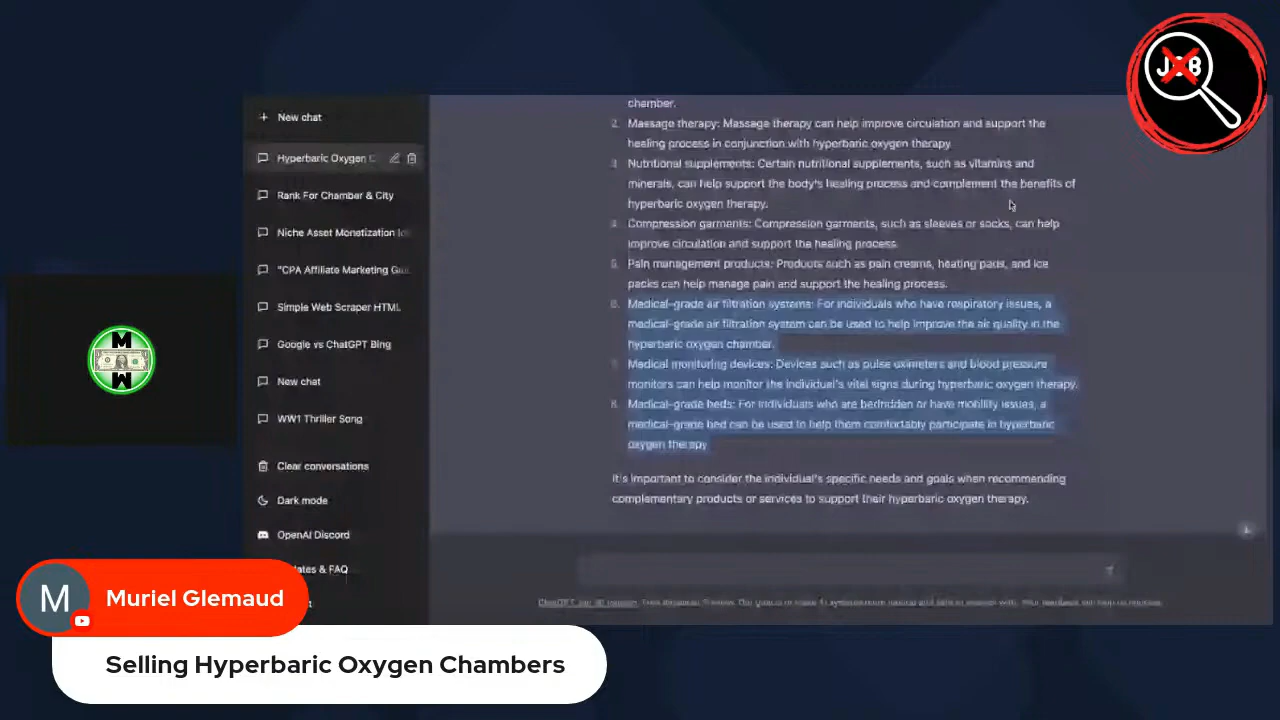 JOB
New chat
Hyperbaric Oxygen C
Rank For Chamber & City
Niche Asset Monetization
"CPA Affiliate Marketing
Simple Web Scraper HTML
Google vs ChatGPT Blog
New chat
WW1 Thriller Song
Clear conversations
Dark mode
OpenAI Discord
ates & FAQ
chamber.
2. Massage therapy: Massage therapy can help improve circulation and support the
healing process in conjunction with hyperbaric oxygen therapy.
3. Nutritional supplements: Certain nutritional supplements, such as vitamins and
minerals, can help support the body's healing process and complement the benefits of
hyperbaric oxygen therapy.
4. Compression garments: Compression garments, such as sleeves or socks, can help
improve circulation and support the healing process.
5. Pain management products: Products such as pain creams, heating pads, and ice
packs can help manage pain and support the healing process.
6. Medical-grade air filtration systems: For individuals who have respiratory issues, a
medical-grade air filtration system can be used to help improve the air quality in the
hyperbaric oxygen chamber.
7. Medical monitoring devices: Devices such as pulse oximeters and blood pressure
monitors can help monitor the individual's vital signs during hyperbaric oxygen therapy.
8. Medical-grade beds: For individuals who are bedridden or have mobility issues, a
medical-grade bed can be used to help them comfortably participate in hyperbaric
oxygen therapy
It's important to consider the individual's specific needs and goals when recommending
complementary products or services to support their hyperbaric oxygen therapy.
M
M
M
Muriel Glemaud
Selling Hyperbaric Oxygen Chambers